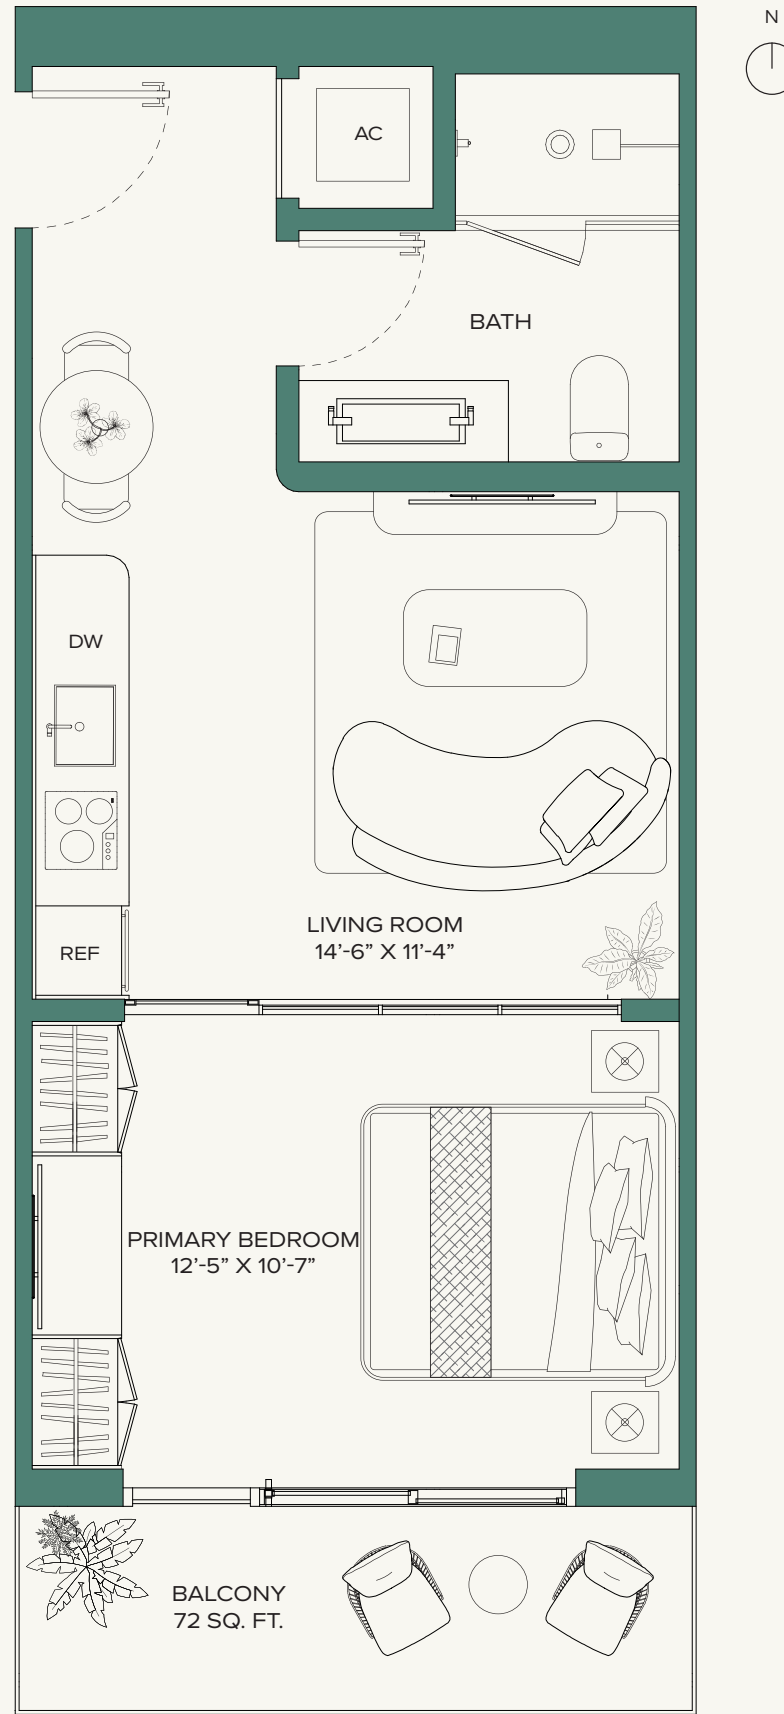 N
AC
BATH
DW
LIVING ROOM
14’-6” X 11’-4”
REF
PRIMARY BEDROOM
12’-5” X 10’-7”
BALCONY
72 SQ. FT.